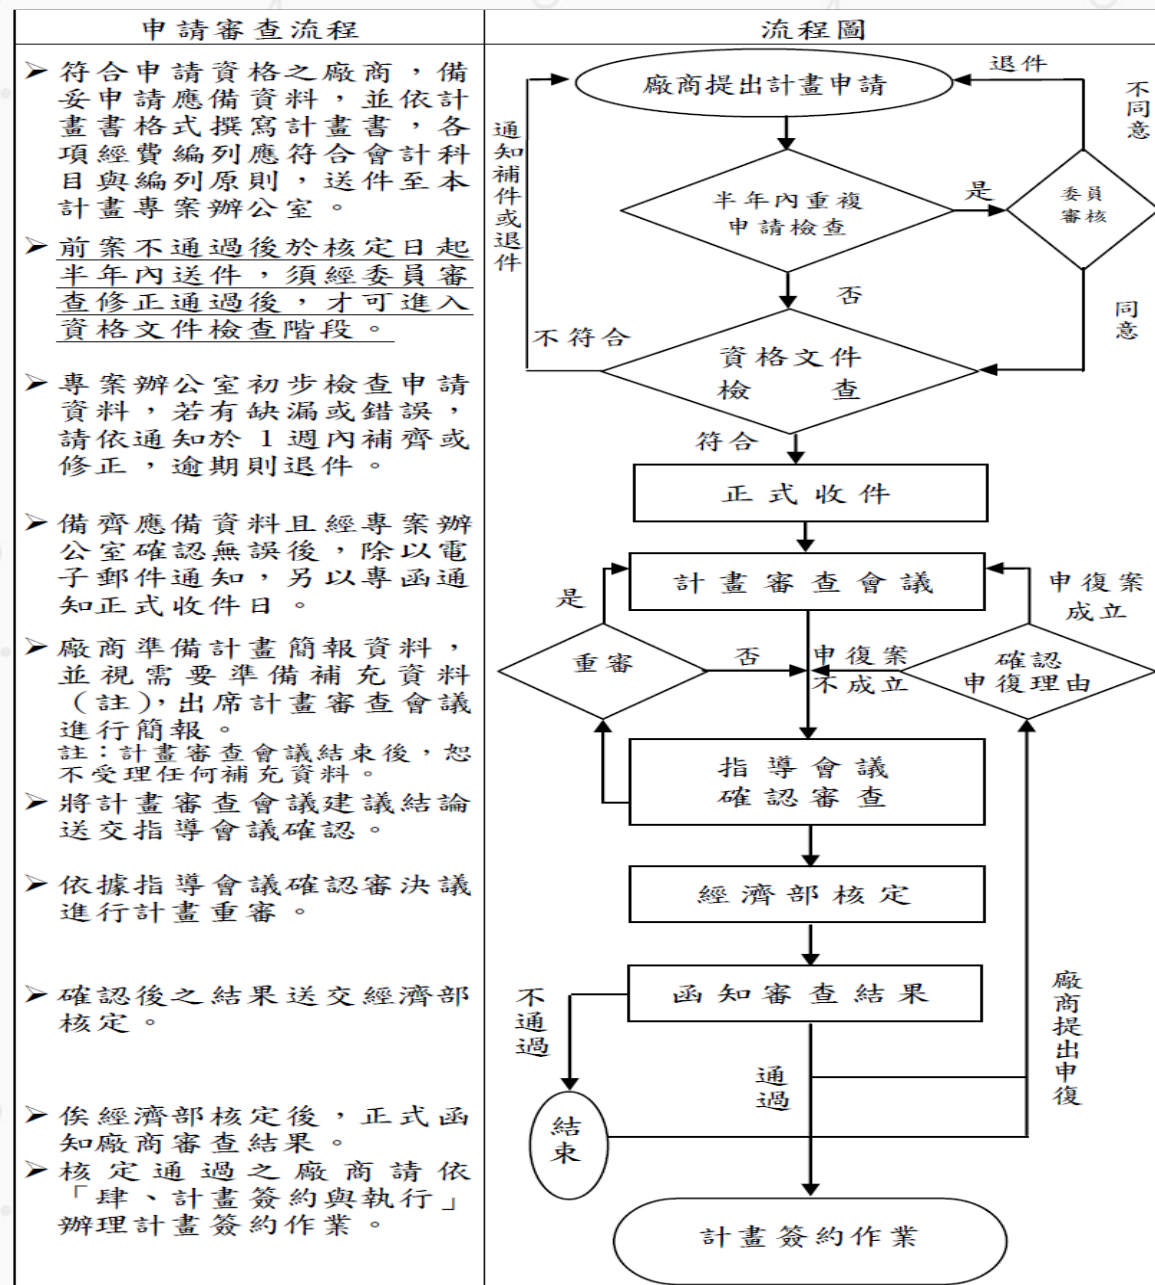 申請審查流程
➢ 符合申請資格之廠商，備
妥申請應備資料，並依計
畫書格式撰寫計畫書，各
項經費編列應符合會計科
目與編列原則，送件至本
計畫專案辦公室。
➢ 前案不通過後於核定日起
半年內送件，須經委員審
查修正通過後，才可進入
資格文件檢查階段。
➢ 專案辦公室初步檢查申請
資料，若有缺漏或錯誤，
請依通知於 1 週內補齊或
修正，逾期則退件。
➢ 備齊應備資料且經專案辦
公室確認無誤後，除以電
子郵件通知，另以專函通
知正式收件日。
➢ 廠商準備計畫簡報資料，
並視需要準備補充資料
（註），出席計畫審查會議
進行簡報。
註：計畫審查會議結束後，恕
不受理任何補充資料。
➢ 將計畫審查會議建議結論
送交指導會議確認。
➢ 依據指導會議確認審決議
進行計畫重審。
➢ 確認後之結果送交經濟部
核定。
➢ 俟經濟部核定後，正式函
知廠商審查結果。
➢ 核定通過之廠商請依
「肆、計畫簽約與執行」
辦理計畫簽約作業。
流程圖
廠商提出計畫申請
退件
不同意
通知補件或退件
半年內重複
申請檢查
是
委員
審核
否
同意
不符合
資格文件
檢查
符合
正式收件
計畫審查會議
是
申復案
成立
重審
否
申復案
不成立
確認
申復理由
指導會議
確認審查
經濟部核定
函知審查結果
不通過
通過
廠商提出申復
結束
計畫簽約作業